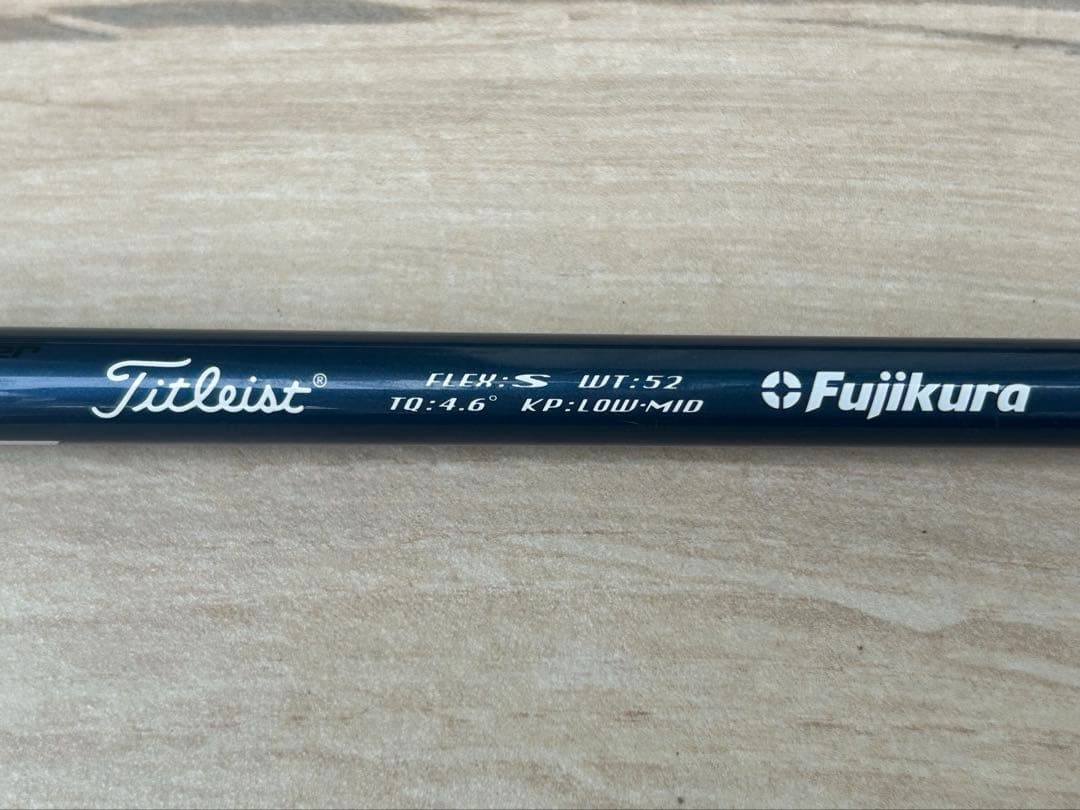 Titleist®
FLEX:S WT:52
TQ:4.6° KP:LOW-MID
Fujikura